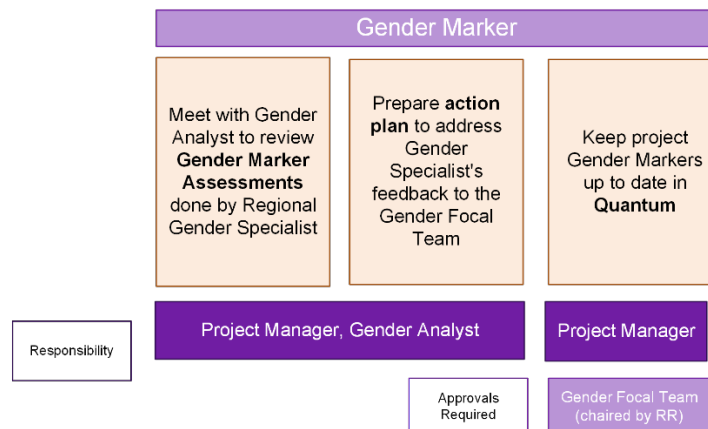 Gender Marker
Meet with Gender
Analyst to review
Gender Marker
Assessments
done by Regional
Gender Specialist
Prepare action
plan to address
Gender
Specialist's
feedback to the
Gender Focal
Team
Keep project
Gender Markers
up to date in
Quantum
Responsibility
Project Manager, Gender Analyst
Project Manager
Approvals
Required
Gender Focal Team
(chaired by RR)